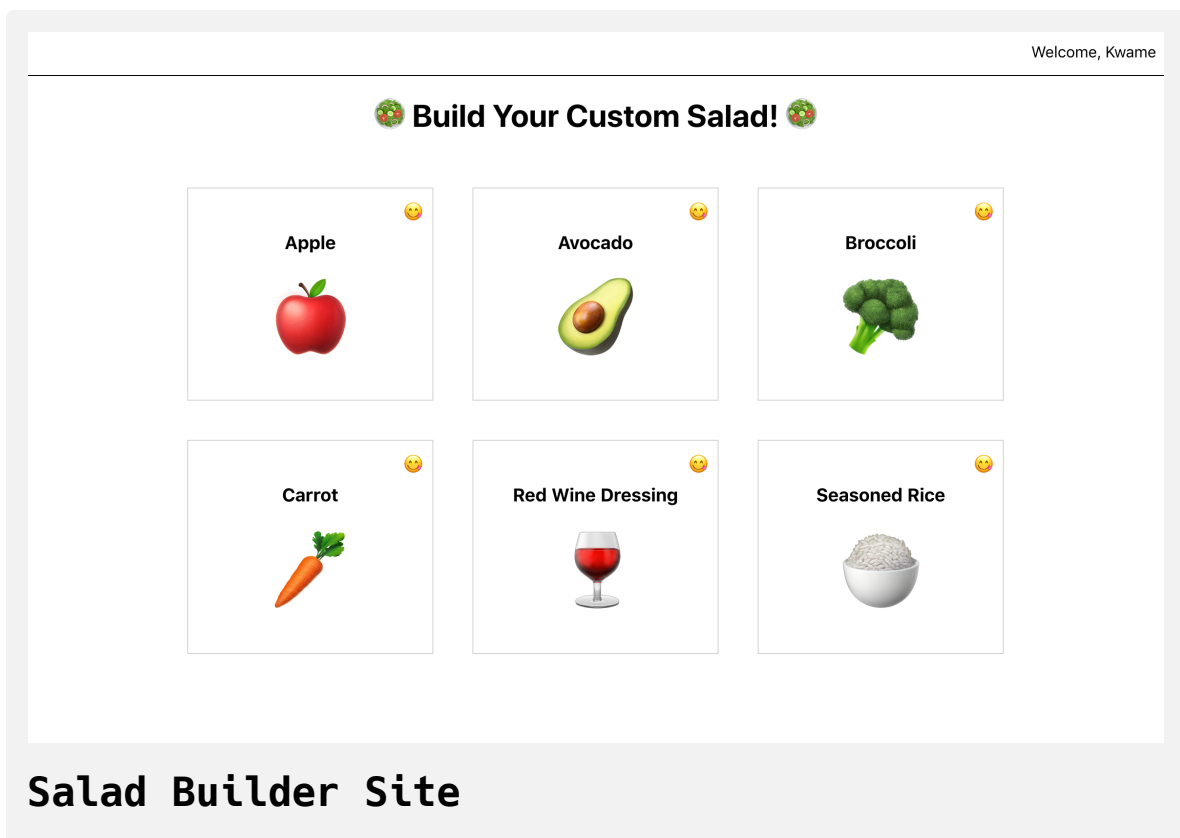 Welcome, Kwame
🥗 Build Your Custom Salad! 🥗
Apple
Avocado
Broccoli
Carrot
Red Wine Dressing
Seasoned Rice
Salad Builder Site